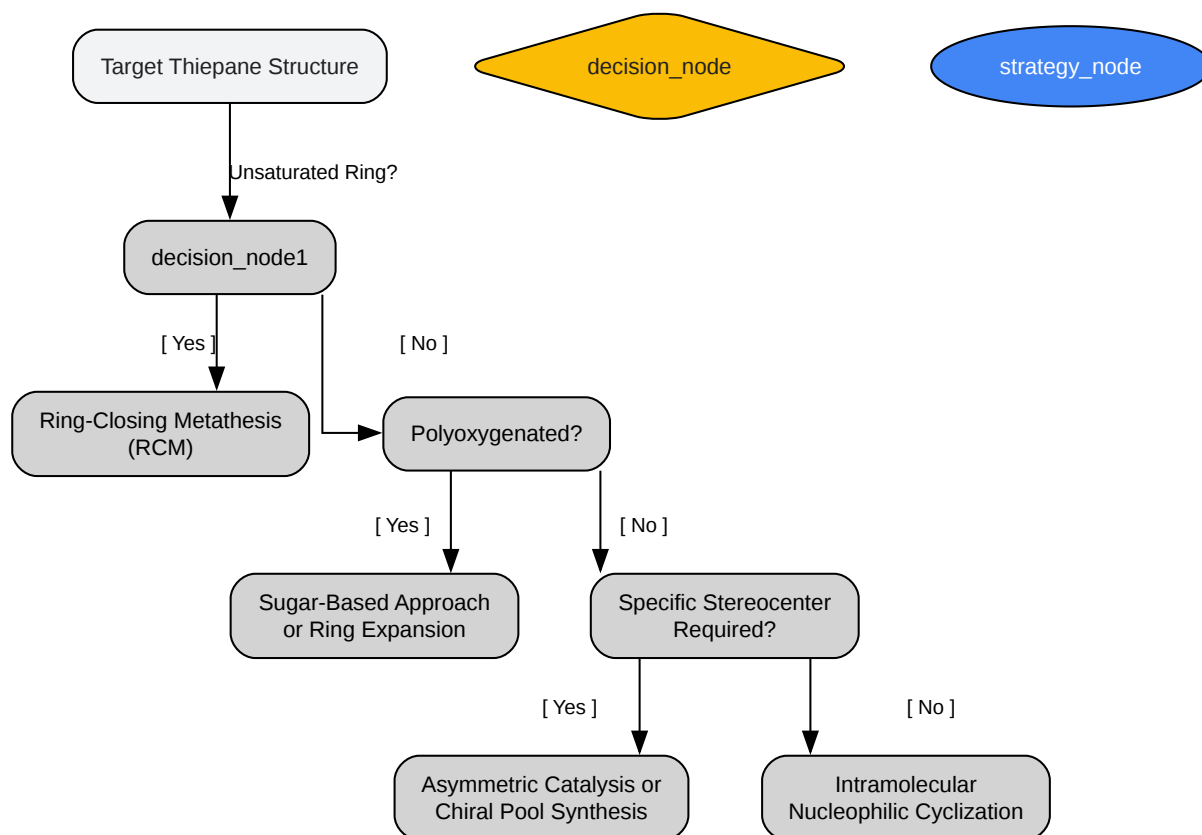 Target Thiepane Structure
decision_node
strategy_node
Unsaturated Ring?
decision_node1
[ Yes ]
[ No ]
Ring-Closing Metathesis
(RCM)
Polyoxygenated?
[ Yes ]
[ No ]
Sugar-Based Approach
or Ring Expansion
Specific Stereocenter
Required?
[ Yes ]
[ No ]
Asymmetric Catalysis or
Chiral Pool Synthesis
Intramolecular
Nucleophilic Cyclization